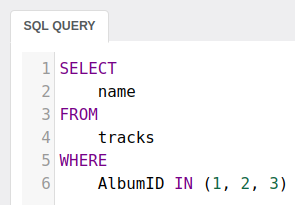 SQL QUERY
1 SELECT
2     name
3 FROM
4     tracks
5 WHERE
6     AlbumID IN (1, 2, 3)